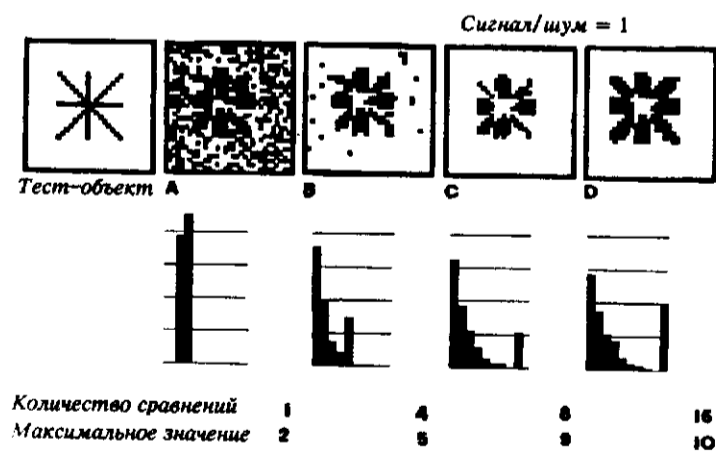 Сигнал/шум = 1
Тест-объект A B C D
Количество сравнений 1 4 8 16
Максимальное значение 2 5 9 10